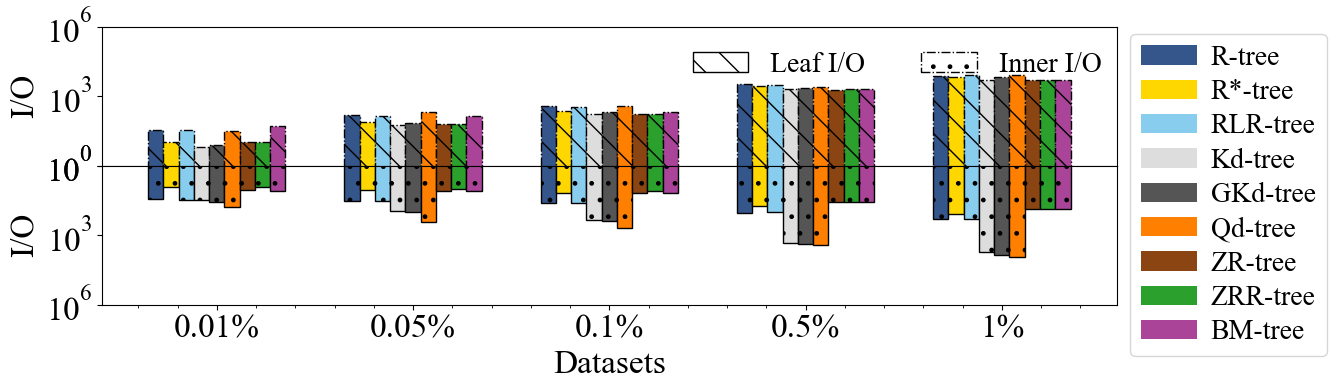 10^6
10^3
10^0
10^0
10^3
10^6
I/O
I/O
Leaf I/O
Inner I/O
0.01%
0.05%
0.1%
0.5%
1%
Datasets
R-tree
R*-tree
RLR-tree
Kd-tree
GKd-tree
Qd-tree
ZR-tree
ZRR-tree
BM-tree